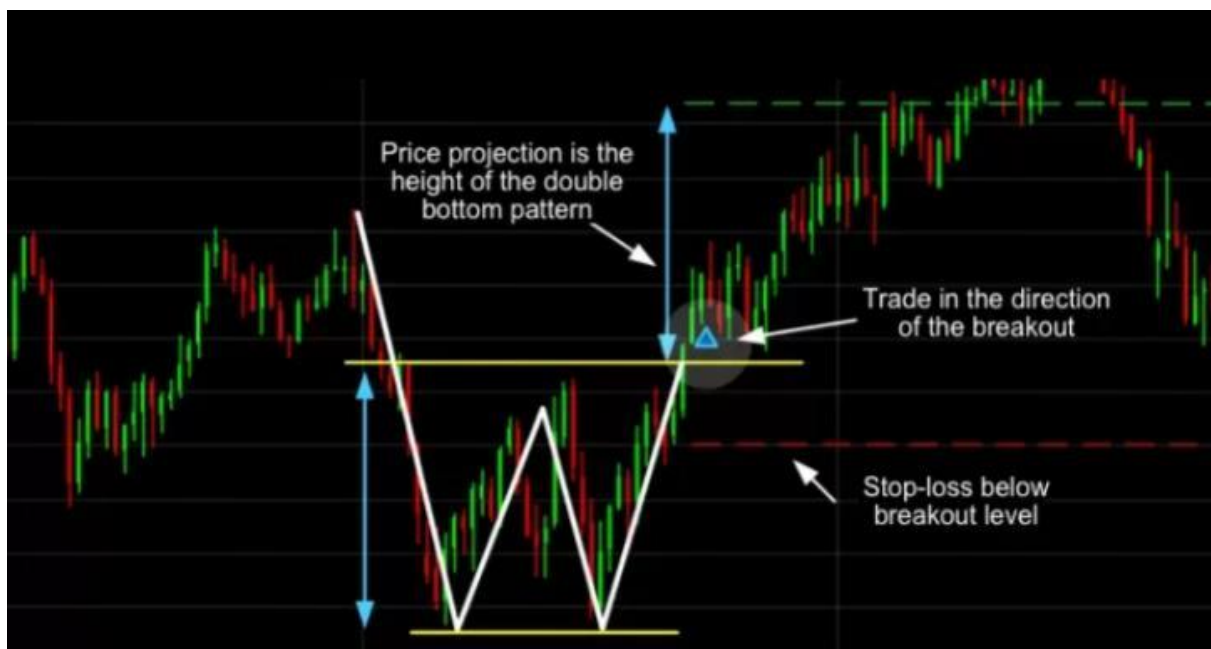 Price projection is the
height of the double
bottom pattern
Trade in the direction
of the breakout
Stop-loss below
breakout level